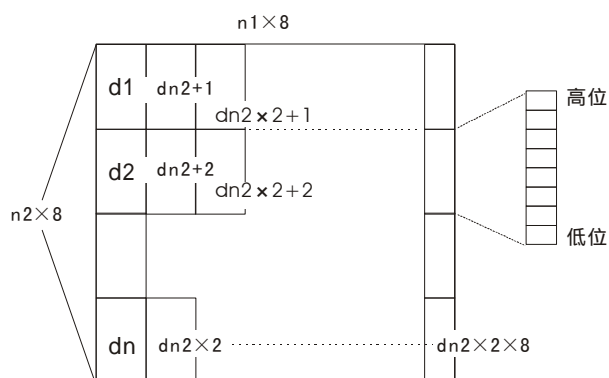 n1×8
d1 dn2+1
dn2×2+1
高位
d2 dn2+2
dn2×2+2
n2×8
低位
dn dn2×2 dn2×2×8